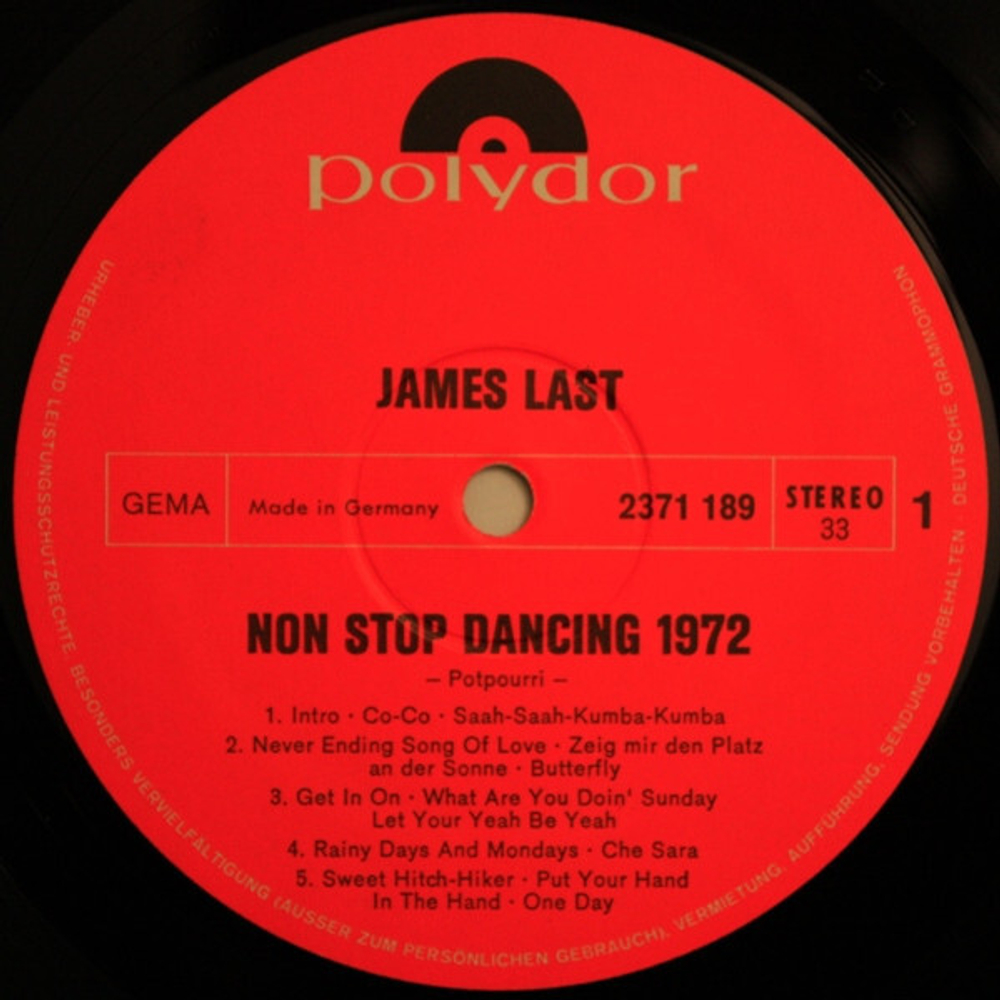 polydor
JAMES LAST
GEMA
Made in Germany
2371 189
STEREO
33
1
NON STOP DANCING 1972
– Potpourri –
1. Intro · Co-Co · Saah-Saah-Kumba-Kumba
2. Never Ending Song Of Love · Zeig mir den Platz
an der Sonne · Butterfly
3. Get In On · What Are You Doin' Sunday
Let Your Yeah Be Yeah
4. Rainy Days And Mondays · Che Sara
5. Sweet Hitch-Hiker · Put Your Hand
In The Hand · One Day
URHEBER- UND LEISTUNGSSCHUTZRECHTE, BESONDERS VERVIELFÄLTIGUNG (AUSSER ZUM PERSÖNLICHEN GEBRAUCH), VERMIETUNG, AUFFÜHRUNG, SENDUNG VORBEHALTEN · DEUTSCHE GRAMMOPHON